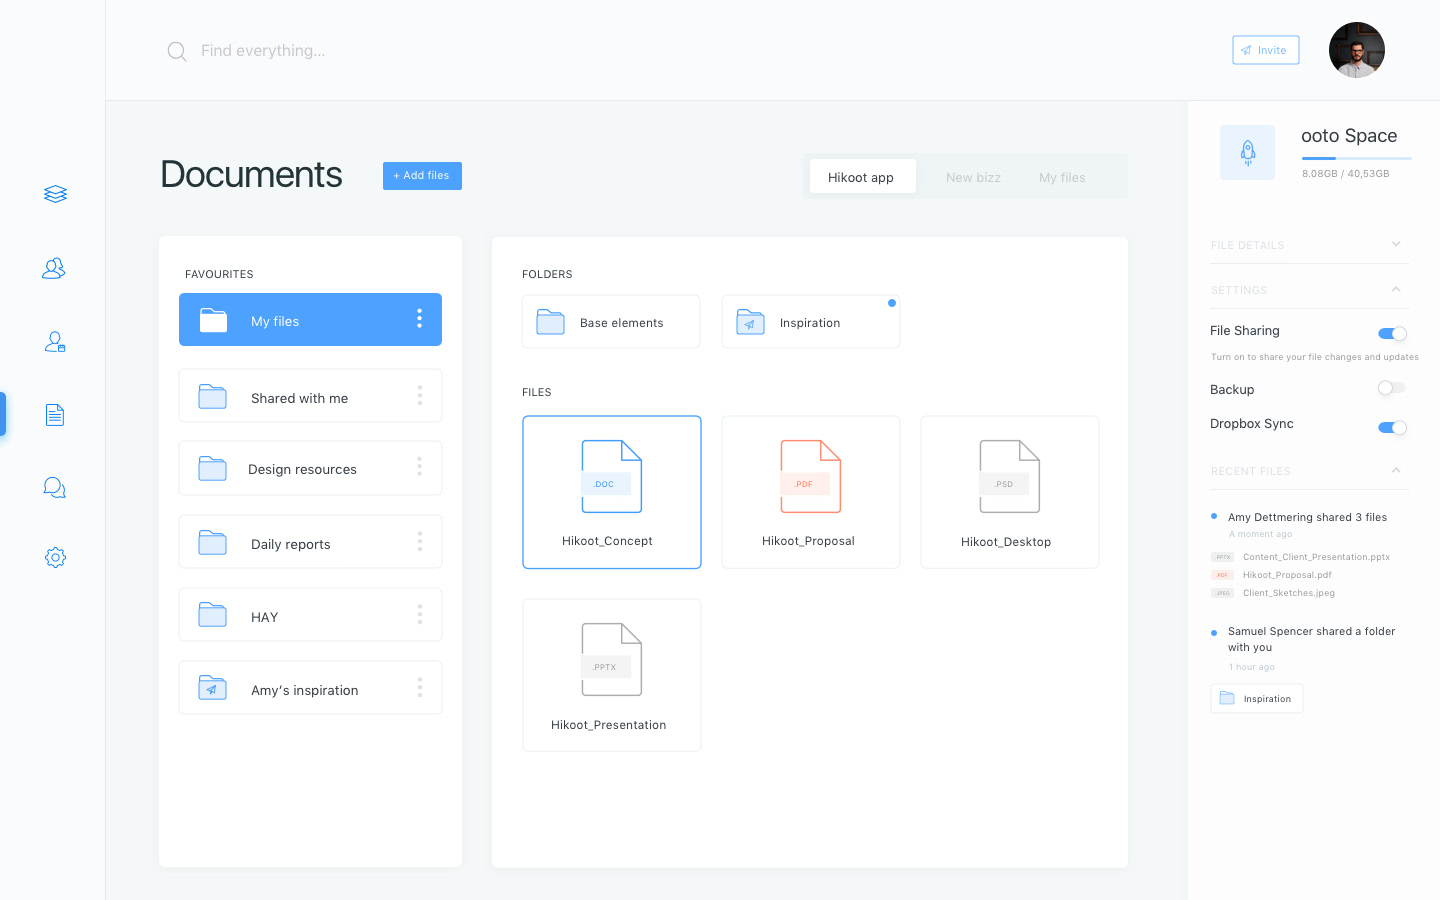 Find everything...
Invite
Documents
+ Add files
Hikoot app
New bizz
My files
ooto Space
8.08GB / 40,53GB
FAVOURITES
My files
Shared with me
Design resources
Daily reports
HAY
Amy's inspiration
FOLDERS
Base elements
Inspiration
FILES
.DOC
Hikoot_Concept
.PDF
Hikoot_Proposal
.PSD
Hikoot_Desktop
.PPTX
Hikoot_Presentation
FILE DETAILS
SETTINGS
File Sharing
Turn on to share your file changes and updates
Backup
Dropbox Sync
RECENT FILES
Amy Dettmering shared 3 files
A moment ago
.PPTX
Content_Client_Presentation.pptx
.PDF
Hikoot_Proposal.pdf
.JPEG
Client_Sketches.jpeg
Samuel Spencer shared a folder
with you
1 hour ago
Inspiration